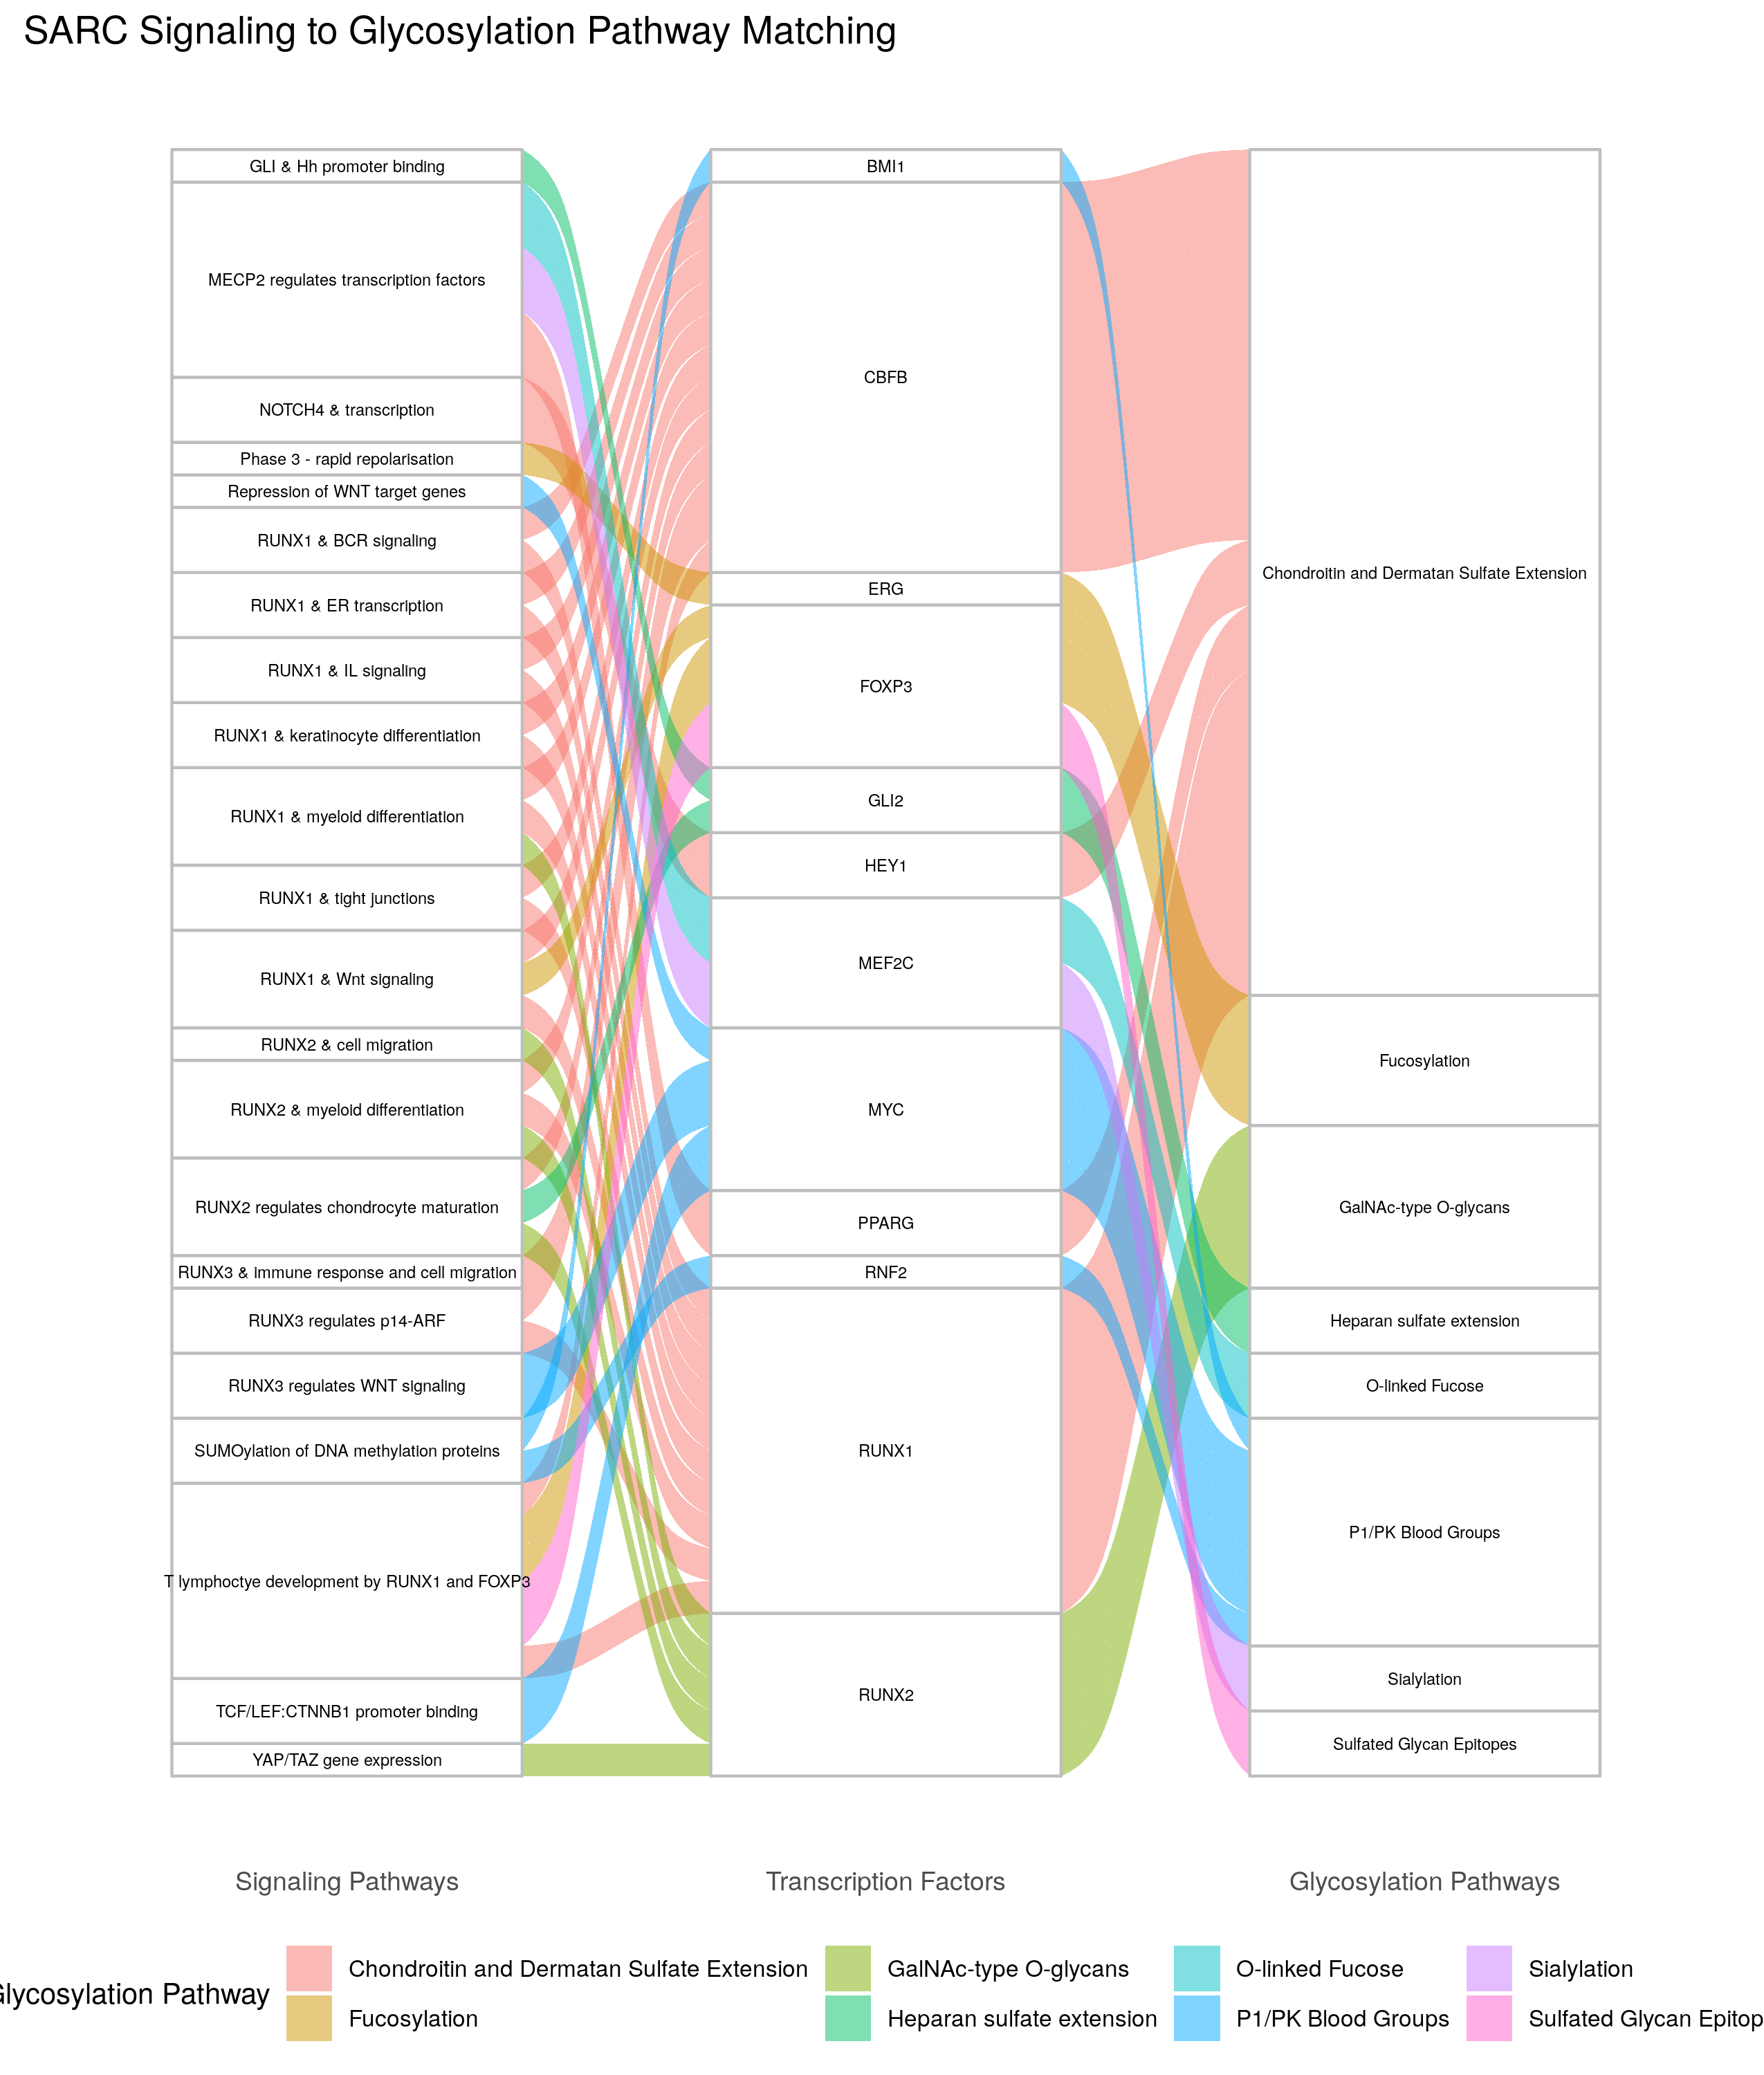 SARC Signaling to Glycosylation Pathway Matching
GLI & Hh promoter binding
MECP2 regulates transcription factors
NOTCH4 & transcription
Phase 3 - rapid repolarisation
Repression of WNT target genes
RUNX1 & BCR signaling
RUNX1 & ER transcription
RUNX1 & IL signaling
RUNX1 & keratinocyte differentiation
RUNX1 & myeloid differentiation
RUNX1 & tight junctions
RUNX1 & Wnt signaling
RUNX2 & cell migration
RUNX2 & myeloid differentiation
RUNX2 regulates chondrocyte maturation
RUNX3 & immune response and cell migration
RUNX3 regulates p14-ARF
RUNX3 regulates WNT signaling
SUMOylation of DNA methylation proteins
T lymphoctye development by RUNX1 and FOXP3
TCF/LEF:CTNNB1 promoter binding
YAP/TAZ gene expression
BMI1
CBFB
ERG
FOXP3
GLI2
HEY1
MEF2C
MYC
PPARG
RNF2
RUNX1
RUNX2
Chondroitin and Dermatan Sulfate Extension
Fucosylation
GalNAc-type O-glycans
Heparan sulfate extension
O-linked Fucose
P1/PK Blood Groups
Sialylation
Sulfated Glycan Epitopes
Signaling Pathways
Transcription Factors
Glycosylation Pathways
Glycosylation Pathway
Chondroitin and Dermatan Sulfate Extension
Fucosylation
GalNAc-type O-glycans
Heparan sulfate extension
O-linked Fucose
P1/PK Blood Groups
Sialylation
Sulfated Glycan Epitop